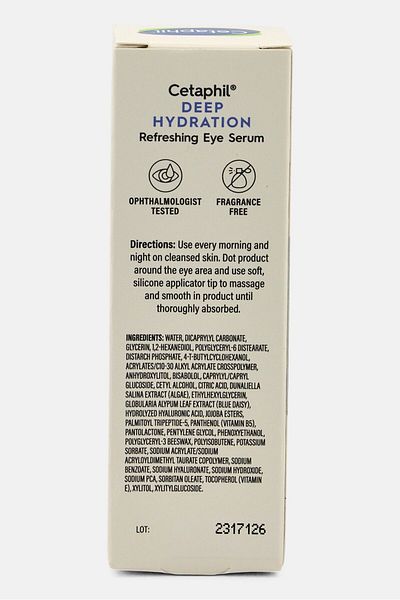 Cetaphil
Cetaphil®
DEEP
HYDRATION
Refreshing Eye Serum
OPHTHALMOLOGIST
TESTED
FRAGRANCE
FREE
Directions: Use every morning and
night on cleansed skin. Dot product
around the eye area and use soft,
silicone applicator tip to massage
and smooth in product until
thoroughly absorbed.
INGREDIENTS: WATER, DICAPRYLYL CARBONATE,
GLYCERIN, 1,2-HEXANEDIOL, POLYGLYCERYL-6 DISTEARATE,
DISTARCH PHOSPHATE, 4-T-BUTYLCYCLOHEXANOL,
ACRYLATES/C10-30 ALKYL ACRYLATE CROSSPOLYMER,
ANHYDROXYLITOL, BISABOLOL, CAPRYLYL/CAPRYL
GLUCOSIDE, CETYL ALCOHOL, CITRIC ACID, DUNALIELLA
SALINA EXTRACT (ALGAE), ETHYLHEXYLGLYCERIN,
GLOBULARIA ALYPUM LEAF EXTRACT (BLUE DAISY),
HYDROLYZED HYALURONIC ACID, JOJOBA ESTERS,
PALMITOYL TRIPEPTIDE-5, PANTHENOL (VITAMIN B5),
PANTOLACTONE, PENTYLENE GLYCOL, PHENOXYETHANOL,
POLYGLYCERYL-3 BEESWAX, POLYISOBUTENE, POTASSIUM
SORBATE, SODIUM ACRYLATE/SODIUM
ACRYLOYLDIMETHYL TAURATE COPOLYMER, SODIUM
BENZOATE, SODIUM HYALURONATE, SODIUM HYDROXIDE,
SODIUM PCA, SORBITAN OLEATE, TOCOPHEROL (VITAMIN
E), XYLITOL, XYLITYLGLUCOSIDE.
LOT: 2317126